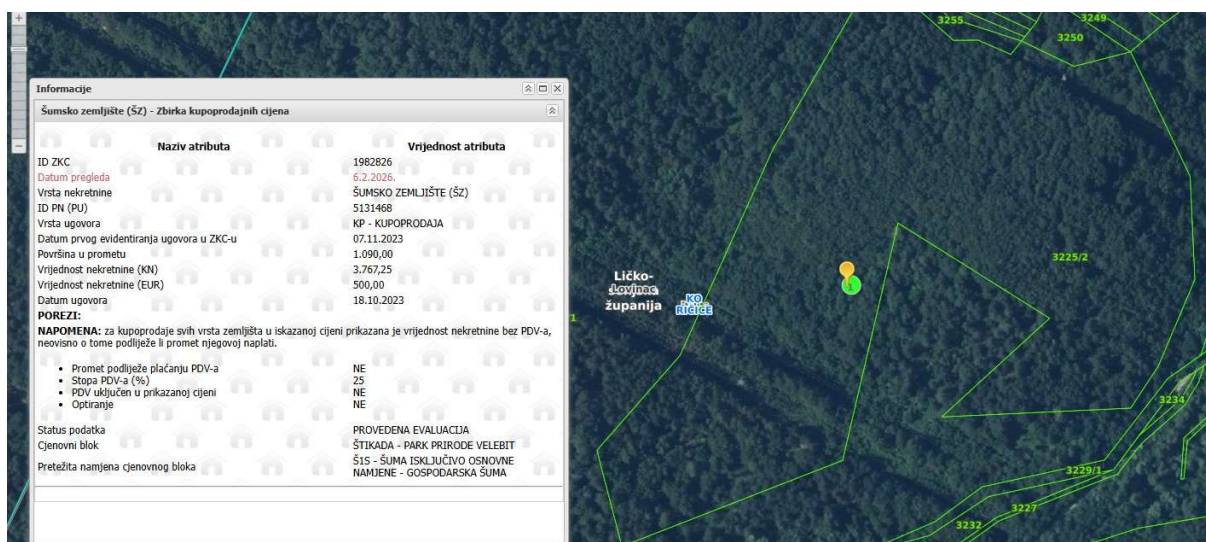 Informacije
Šumsko zemljište (ŠZ) - Zbirka kupoprodajnih cijena
Naziv atributa Vrijednost atributa
ID ZKC 1982826
Datum pregleda 6.2.2026.
Vrsta nekretnine ŠUMSKO ZEMLJIŠTE (ŠZ)
ID PN (PU) 5131468
Vrsta ugovora KP - KUPOPRODAJA
Datum prvog evidentiranja ugovora u ZKC-u 07.11.2023
Površina u prometu 1.090,00
Vrijednost nekretnine (KN) 3.767,25
Vrijednost nekretnine (EUR) 500,00
Datum ugovora 18.10.2023
POREZI:
NAPOMENA: za kupoprodaje svih vrsta zemljišta u iskazanoj cijeni prikazana je vrijednost nekretnine bez PDV-a,
neovisno o tome podliježe li promet njegovoj naplati.
• Promet podliježe plaćanju PDV-a NE
• Stopa PDV-a (%) 25
• PDV uključen u prikazanoj cijeni NE
• Optiranje NE
Status podatka PROVEDENA EVALUACIJA
Cjenovni blok ŠTIKADA - PARK PRIRODE VELEBIT
Pretežita namjena cjenovnog bloka Š1S - ŠUMA ISKLJUČIVO OSNOVNE
NAMJENE - GOSPODARSKA ŠUMA
3255
3249
3250
3225/2
Ličko-
Lovinac
županija
KO
RIČICE
1
1
3234
3229/1
3227
3232